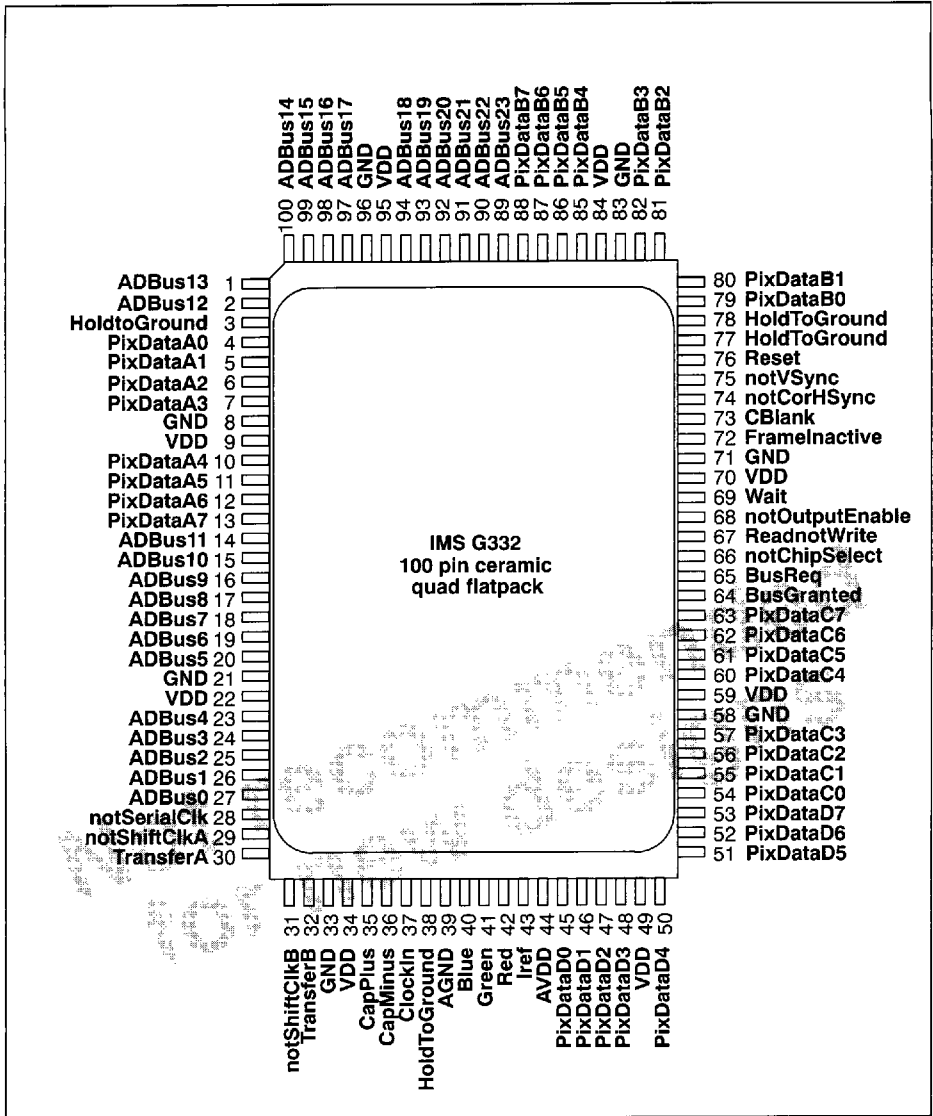 100 ADBus14
99 ADBus15
98 ADBus16
97 ADBus17
96 GND
95 VDD
94 ADBus18
93 ADBus19
92 ADBus20
91 ADBus21
90 ADBus22
89 ADBus23
88 PixDataB7
87 PixDataB6
86 PixDataB5
85 PixDataB4
84 VDD
83 GND
82 PixDataB3
81 PixDataB2
ADBus13 1
ADBus12 2
HoldtoGround 3
PixDataA0 4
PixDataA1 5
PixDataA2 6
PixDataA3 7
GND 8
VDD 9
PixDataA4 10
PixDataA5 11
PixDataA6 12
PixDataA7 13
ADBus11 14
ADBus10 15
ADBus9 16
ADBus8 17
ADBus7 18
ADBus6 19
ADBus5 20
GND 21
VDD 22
ADBus4 23
ADBus3 24
ADBus2 25
ADBus1 26
ADBus0 27
notSerialClk 28
notShiftClkA 29
TransferA 30
IMS G332
100 pin ceramic
quad flatpack
80 PixDataB1
79 PixDataB0
78 HoldToGround
77 HoldToGround
76 Reset
75 notVSync
74 notCorHSync
73 CBlank
72 FrameInactive
71 GND
70 VDD
69 Wait
68 notOutputEnable
67 ReadnotWrite
66 notChipSelect
65 BusReq
64 BusGranted
63 PixDataC7
62 PixDataC6
61 PixDataC5
60 PixDataC4
59 VDD
58 GND
57 PixDataC3
56 PixDataC2
55 PixDataC1
54 PixDataC0
53 PixDataD7
52 PixDataD6
51 PixDataD5
31 notShiftClkB
32 TransferB
33 GND
34 VDD
35 CapPlus
36 CapMinus
37 ClockIn
38 HoldToGround
39 AGND
40 Blue
41 Green
42 Red
43 Iref
44 AVDD
45 PixDataD0
46 PixDataD1
47 PixDataD2
48 PixDataD3
49 VDD
50 PixDataD4
Not recommended
for new designs